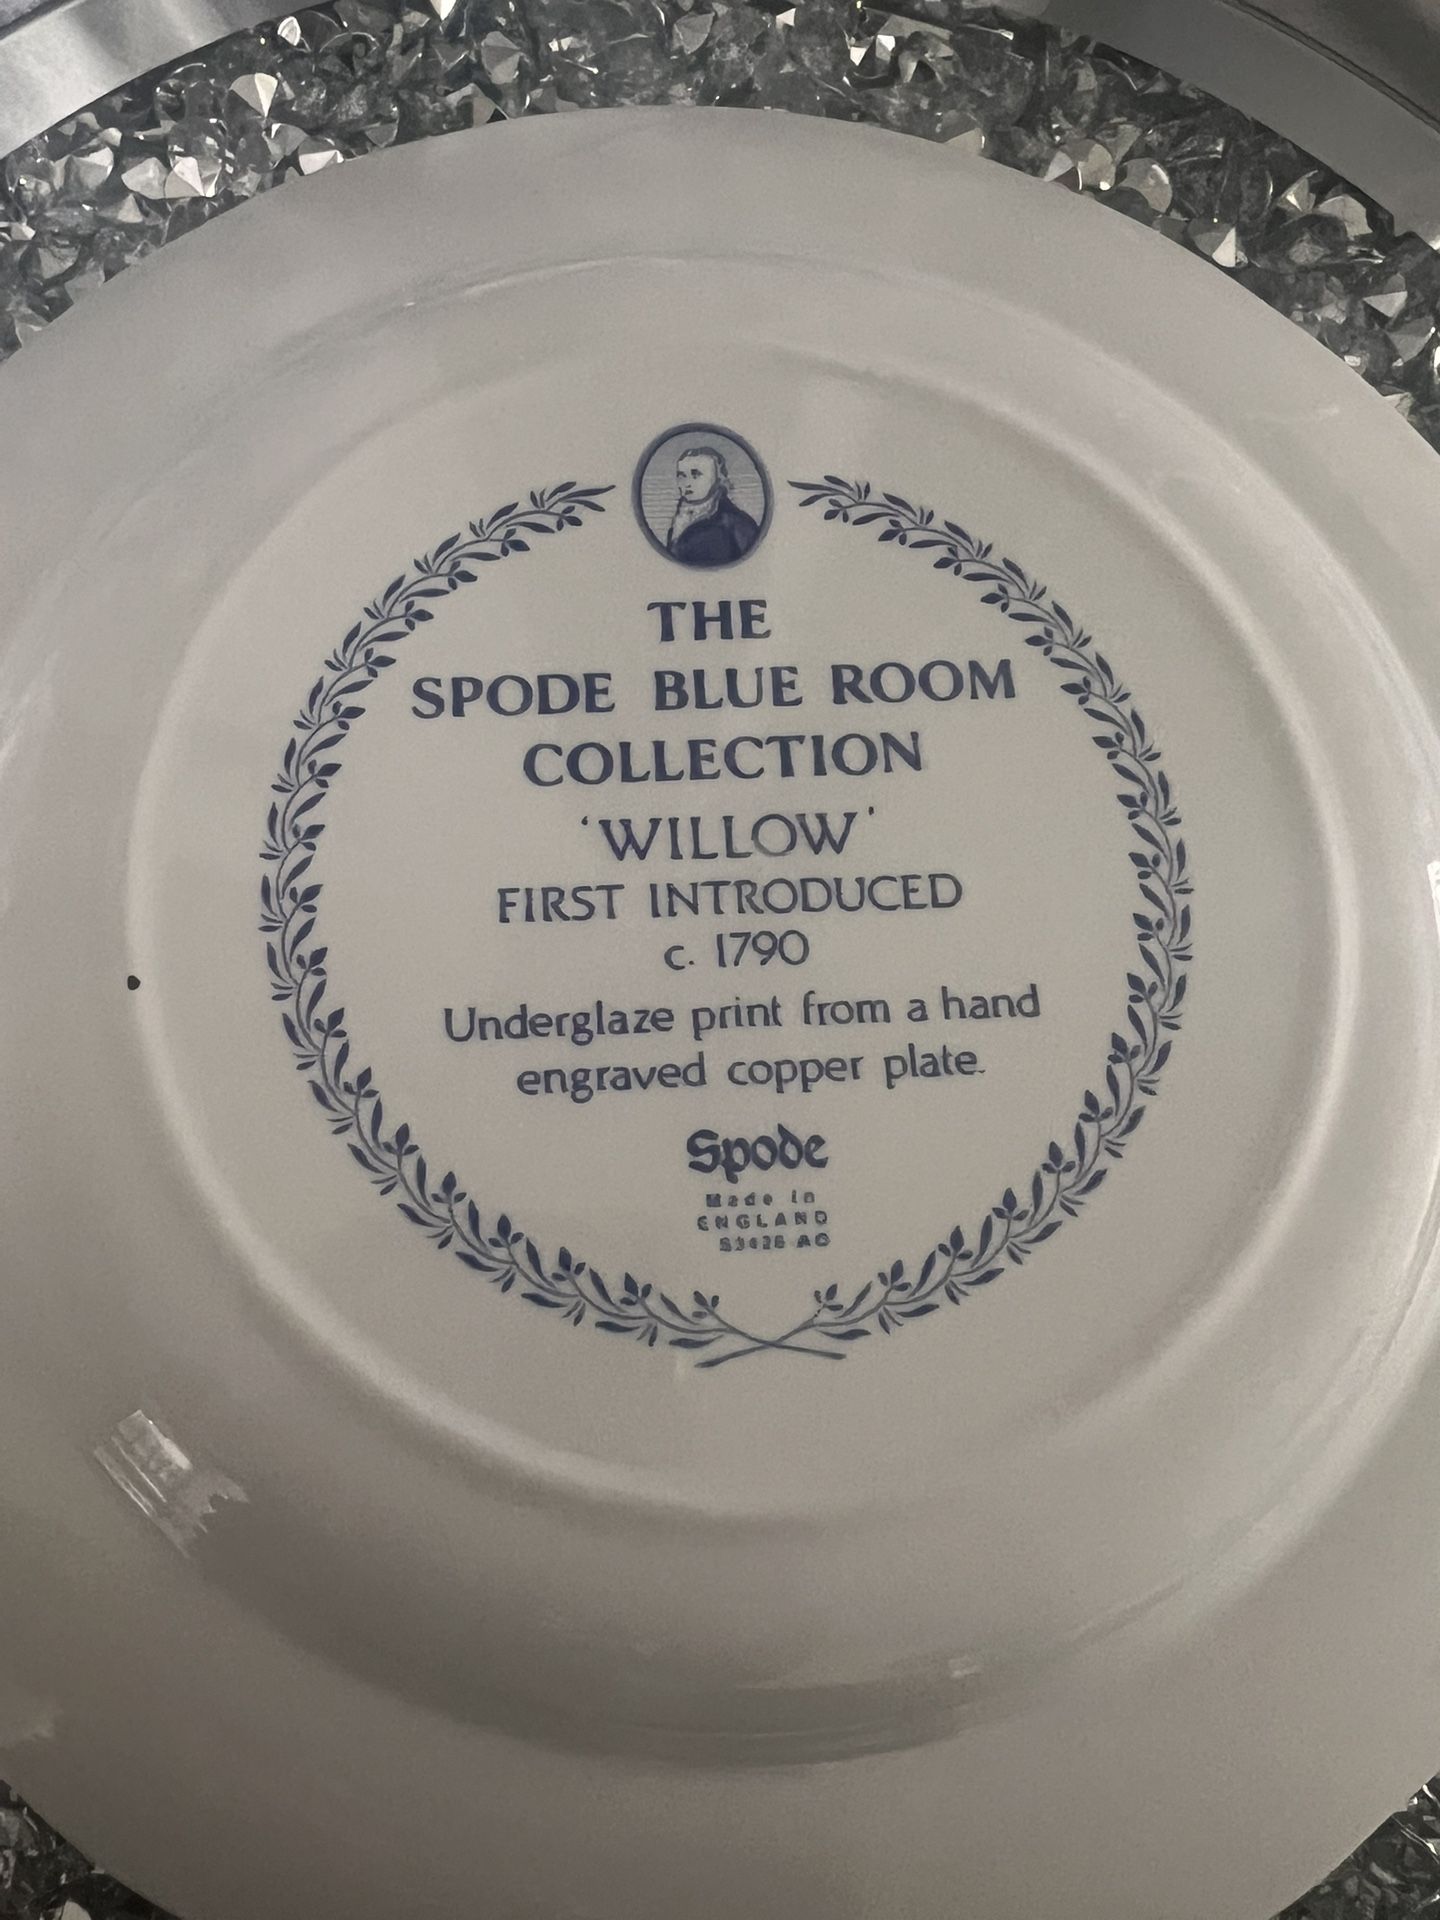 THE
SPODE BLUE ROOM
COLLECTION
‘WILLOW’
FIRST INTRODUCED
c. 1790
Underglaze print from a hand
engraved copper plate.
Spode
Made in
ENGLAND